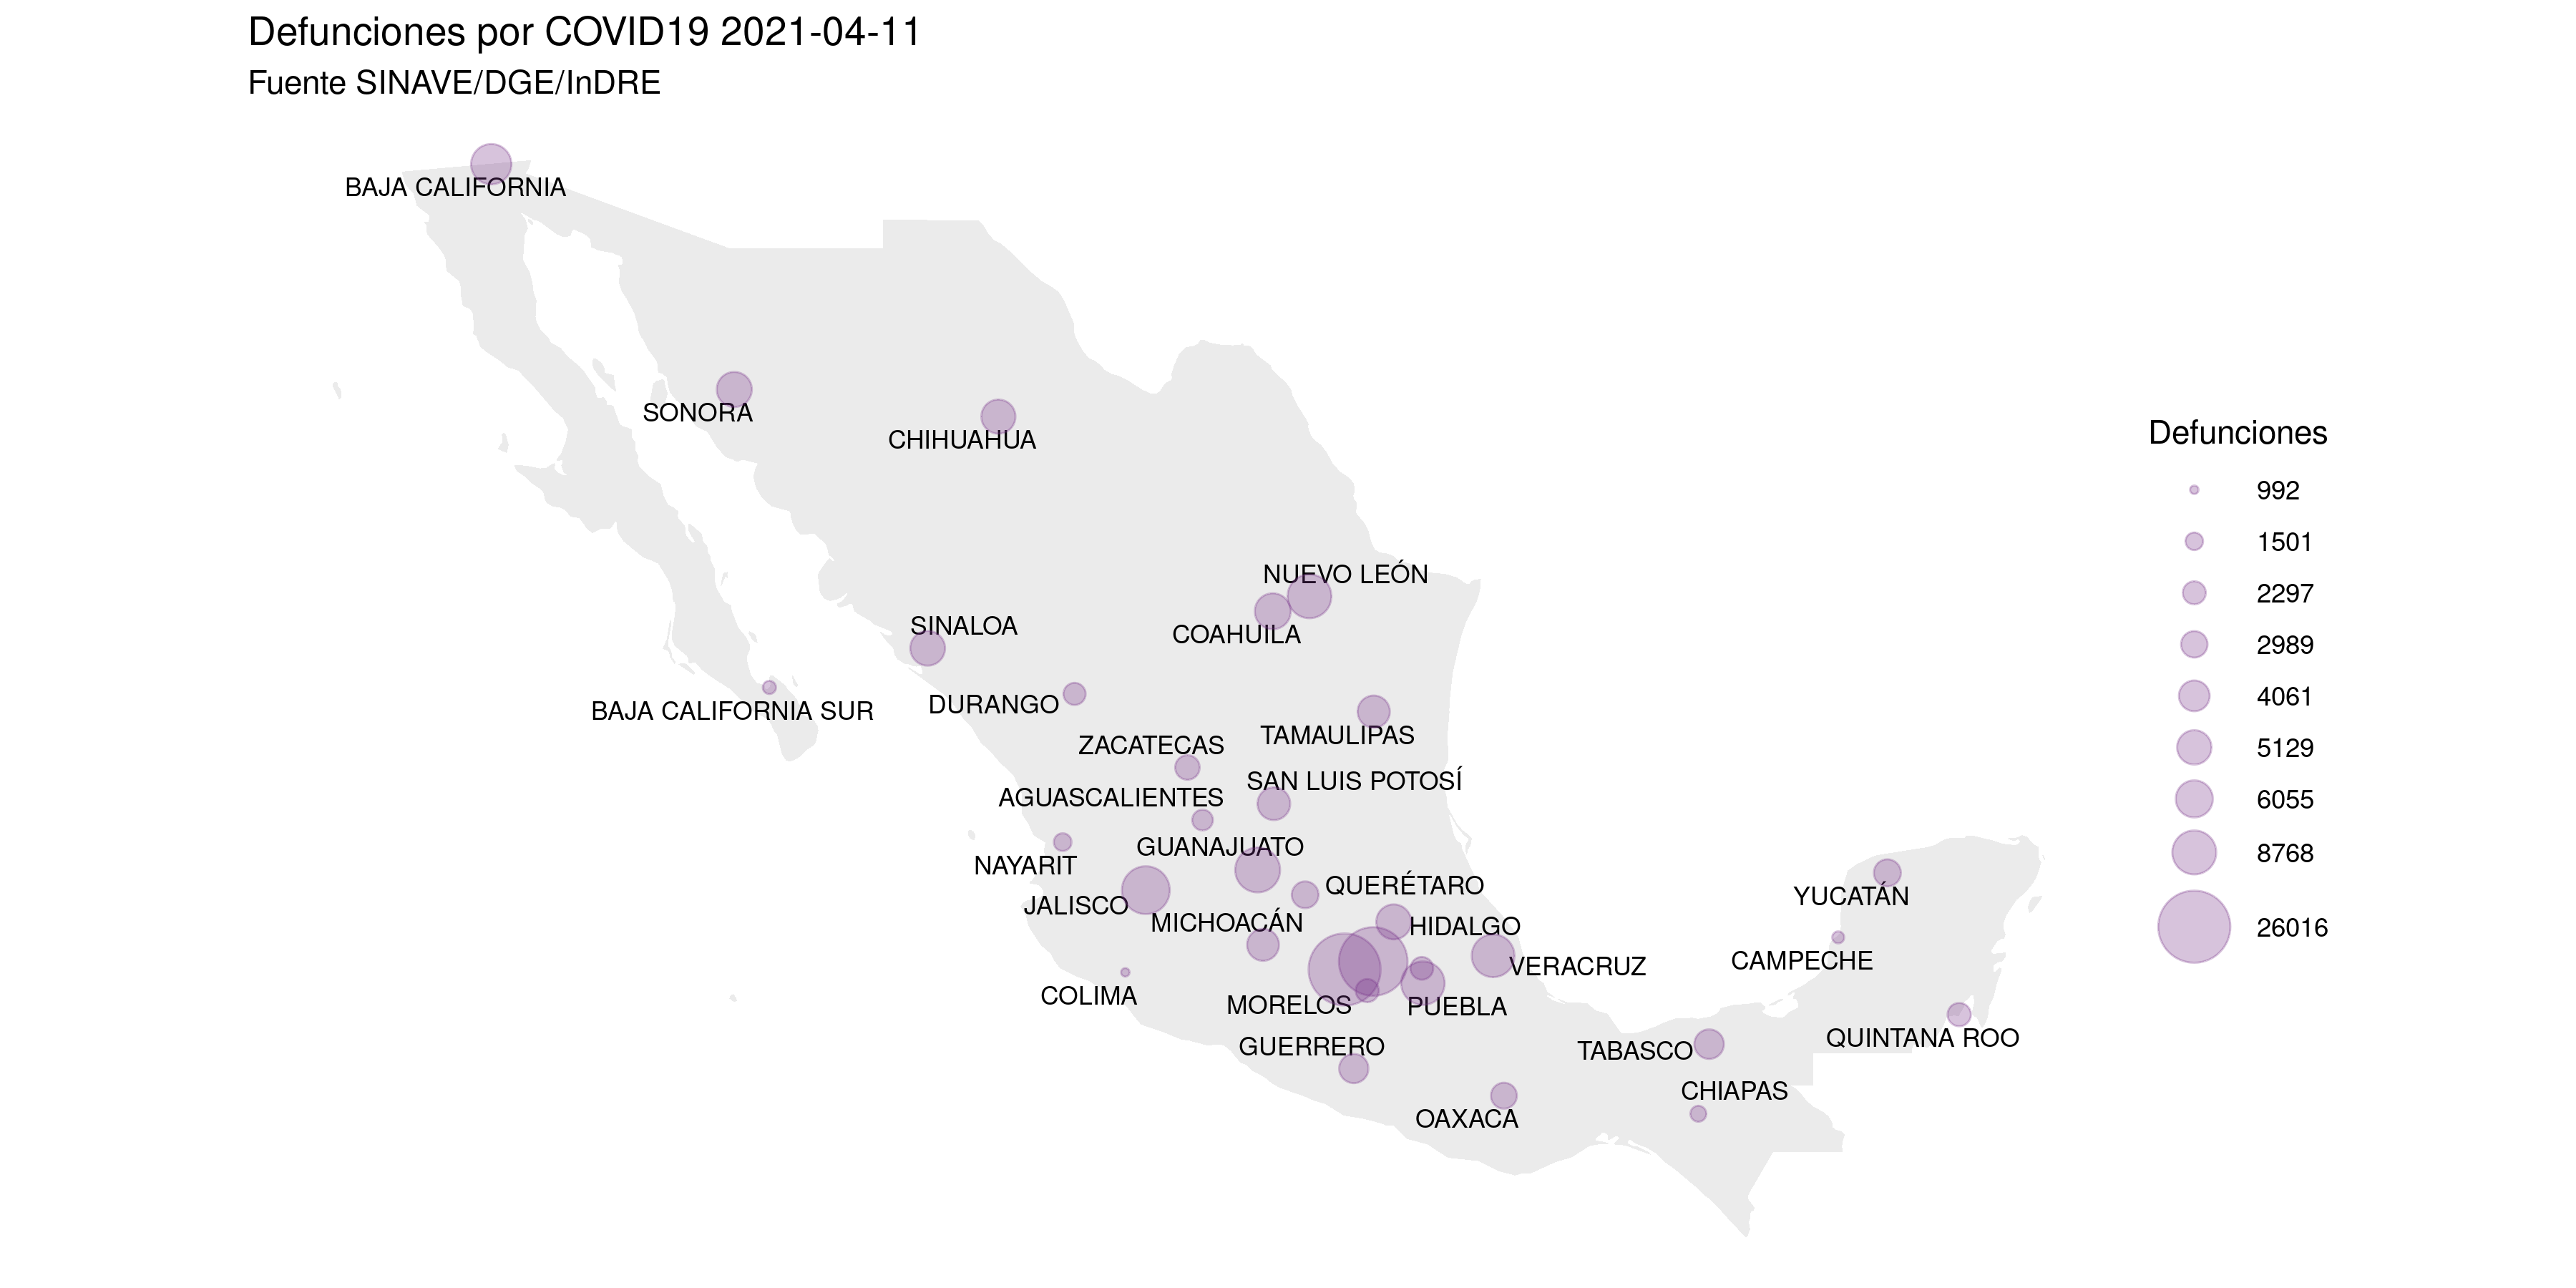 Defunciones por COVID19 2021-04-11
Fuente SINAVE/DGE/InDRE
BAJA CALIFORNIA
SONORA
CHIHUAHUA
NUEVO LEÓN
SINALOA
COAHUILA
DURANGO
BAJA CALIFORNIA SUR
TAMAULIPAS
ZACATECAS
SAN LUIS POTOSÍ
AGUASCALIENTES
GUANAJUATO
NAYARIT
QUERÉTARO
YUCATÁN
JALISCO
MICHOACÁN
HIDALGO
CAMPECHE
VERACRUZ
COLIMA
MORELOS
PUEBLA
QUINTANA ROO
GUERRERO
TABASCO
CHIAPAS
OAXACA
Defunciones
992
1501
2297
2989
4061
5129
6055
8768
26016